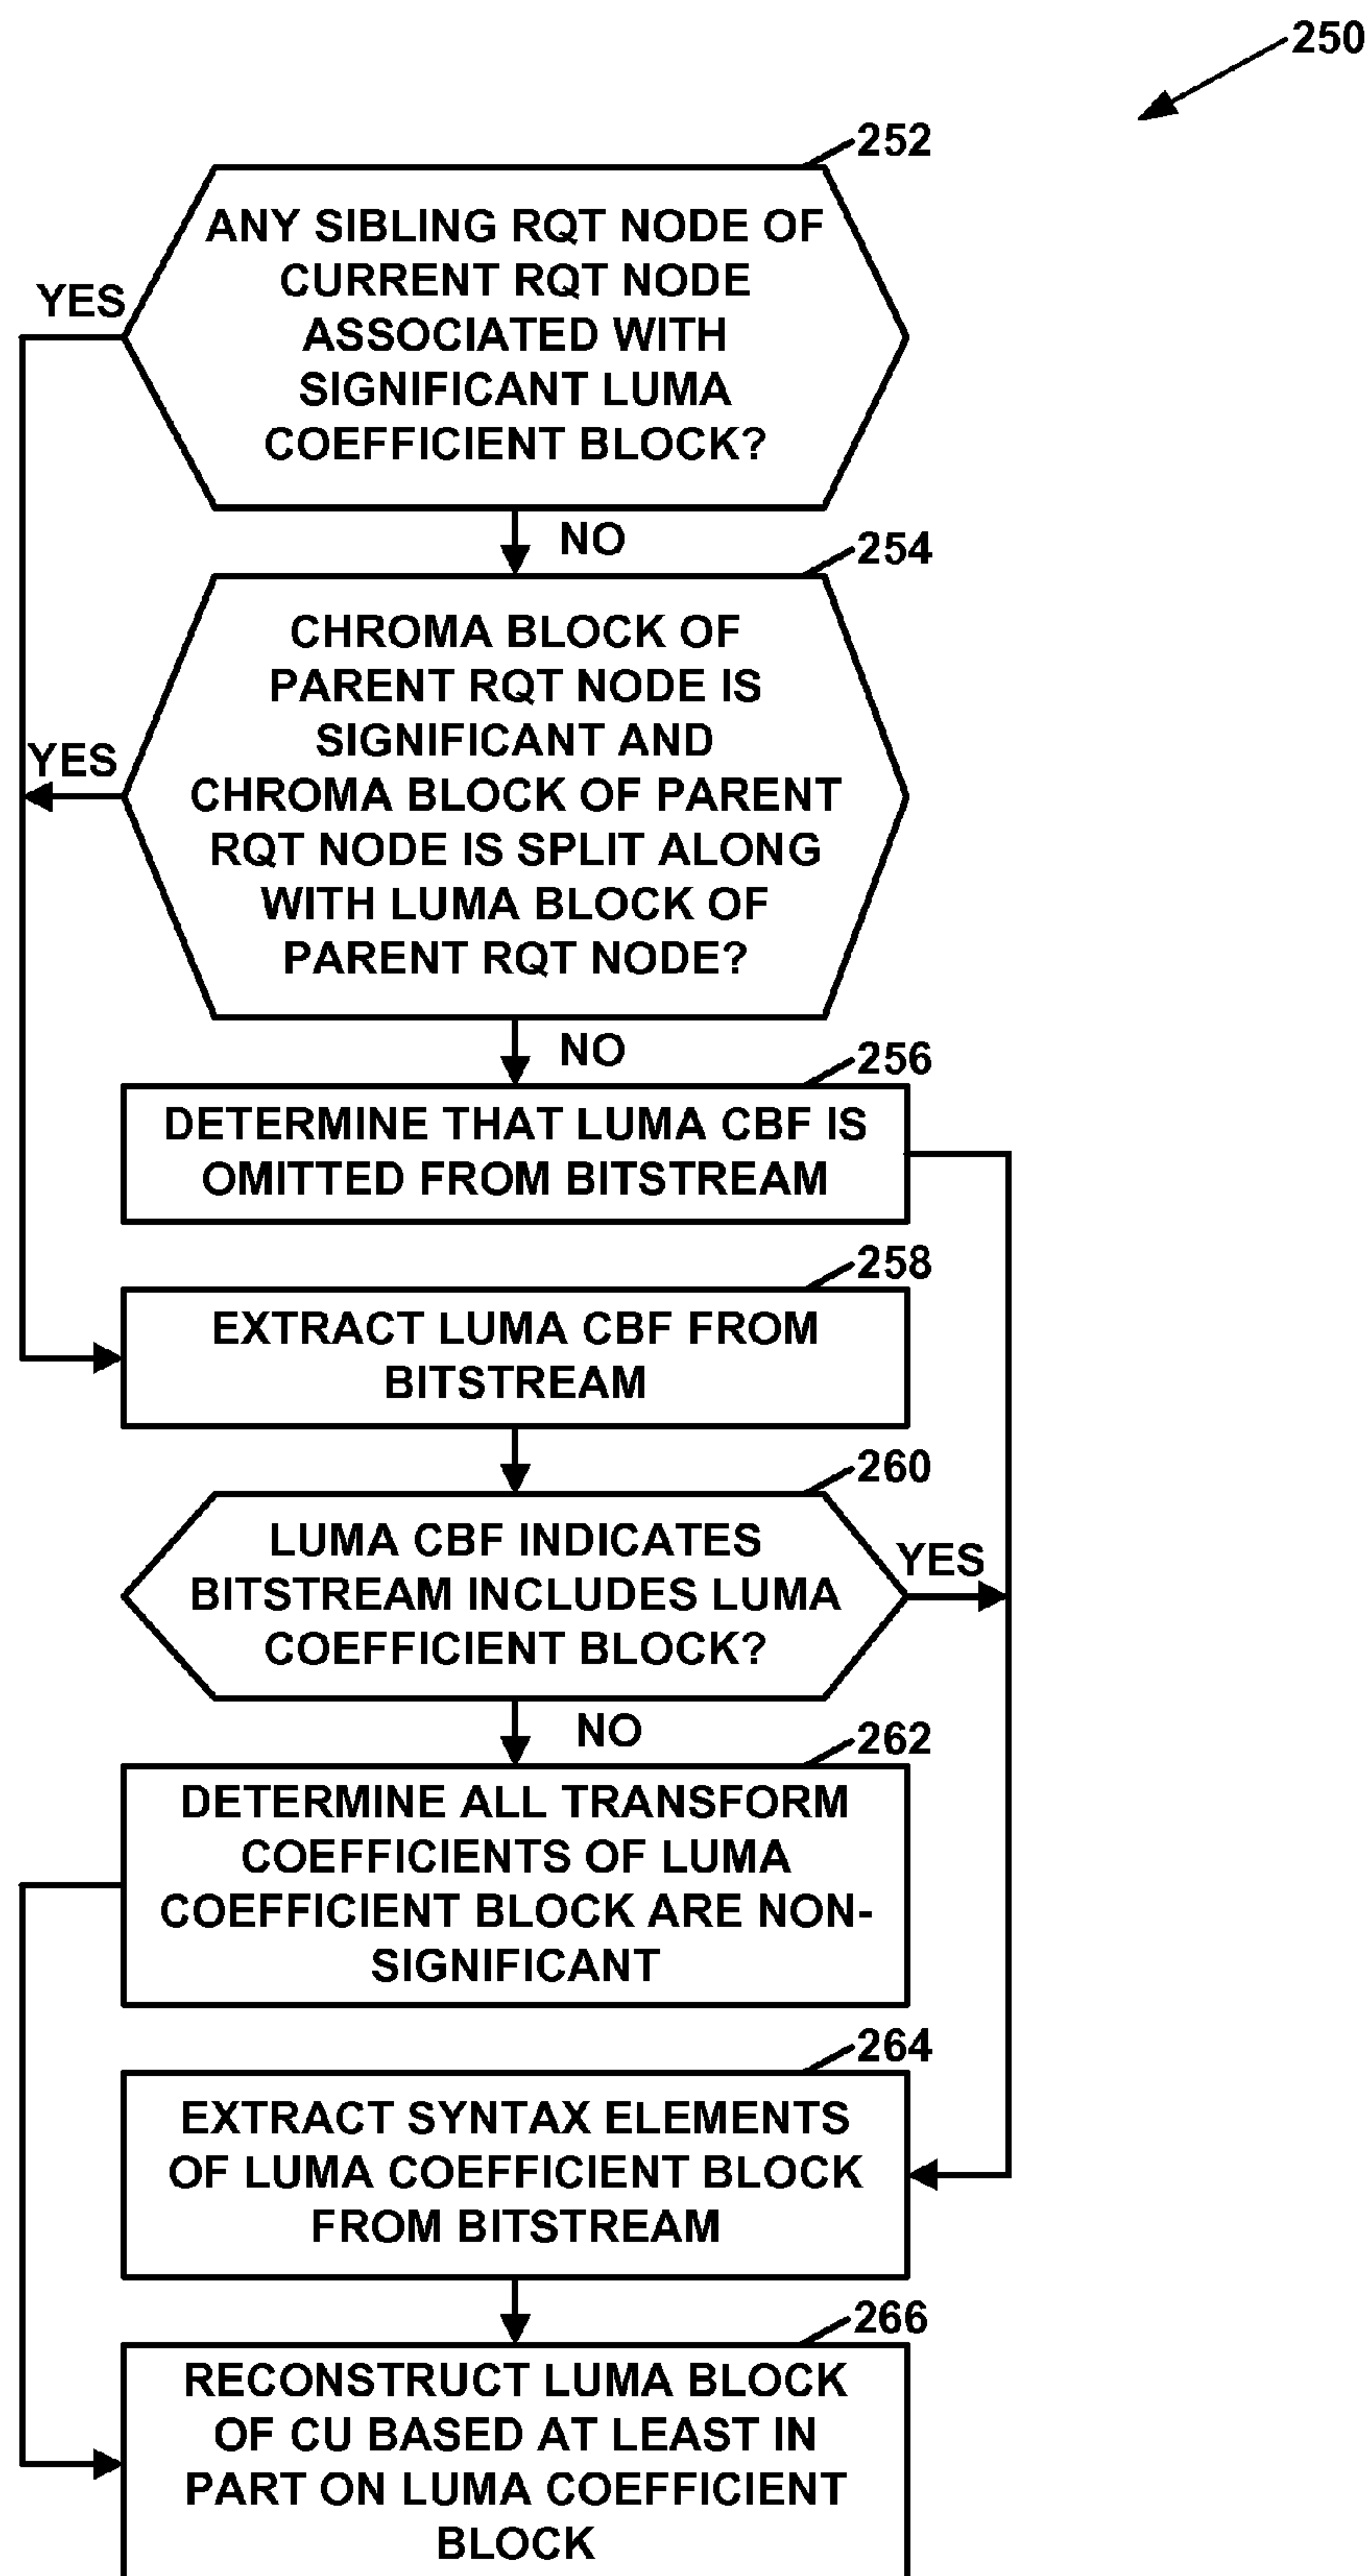 250
252
ANY SIBLING RQT NODE OF
CURRENT RQT NODE
ASSOCIATED WITH
SIGNIFICANT LUMA
COEFFICIENT BLOCK?
YES
NO
254
CHROMA BLOCK OF
PARENT RQT NODE IS
SIGNIFICANT AND
CHROMA BLOCK OF PARENT
RQT NODE IS SPLIT ALONG
WITH LUMA BLOCK OF
PARENT RQT NODE?
YES
NO
256
DETERMINE THAT LUMA CBF IS
OMITTED FROM BITSTREAM
258
EXTRACT LUMA CBF FROM
BITSTREAM
260
LUMA CBF INDICATES
BITSTREAM INCLUDES LUMA
COEFFICIENT BLOCK?
YES
NO
262
DETERMINE ALL TRANSFORM
COEFFICIENTS OF LUMA
COEFFICIENT BLOCK ARE NON-
SIGNIFICANT
264
EXTRACT SYNTAX ELEMENTS
OF LUMA COEFFICIENT BLOCK
FROM BITSTREAM
266
RECONSTRUCT LUMA BLOCK
OF CU BASED AT LEAST IN
PART ON LUMA COEFFICIENT
BLOCK